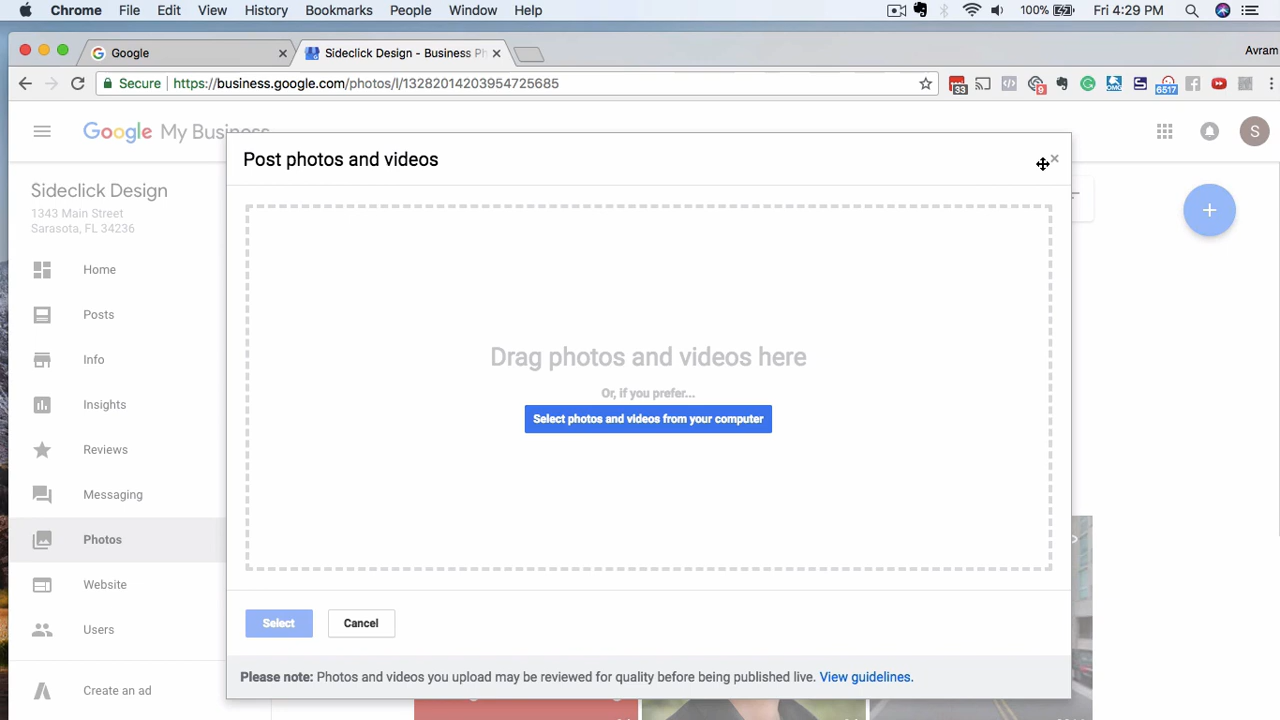 Chrome File Edit View History Bookmarks People Window Help 100% Fri 4:29 PM
Google Sideclick Design - Business Ph Avram
Secure https://business.google.com/photos/l/13282014203954725685 33 9 6517
Google My Business S
Post photos and videos
Sideclick Design
1343 Main Street
Sarasota, FL 34236
Home
Posts
Info
Insights
Reviews
Messaging
Photos
Website
Users
Create an ad
Drag photos and videos here
Or, if you prefer...
Select photos and videos from your computer
Select Cancel
Please note: Photos and videos you upload may be reviewed for quality before being published live. View guidelines.